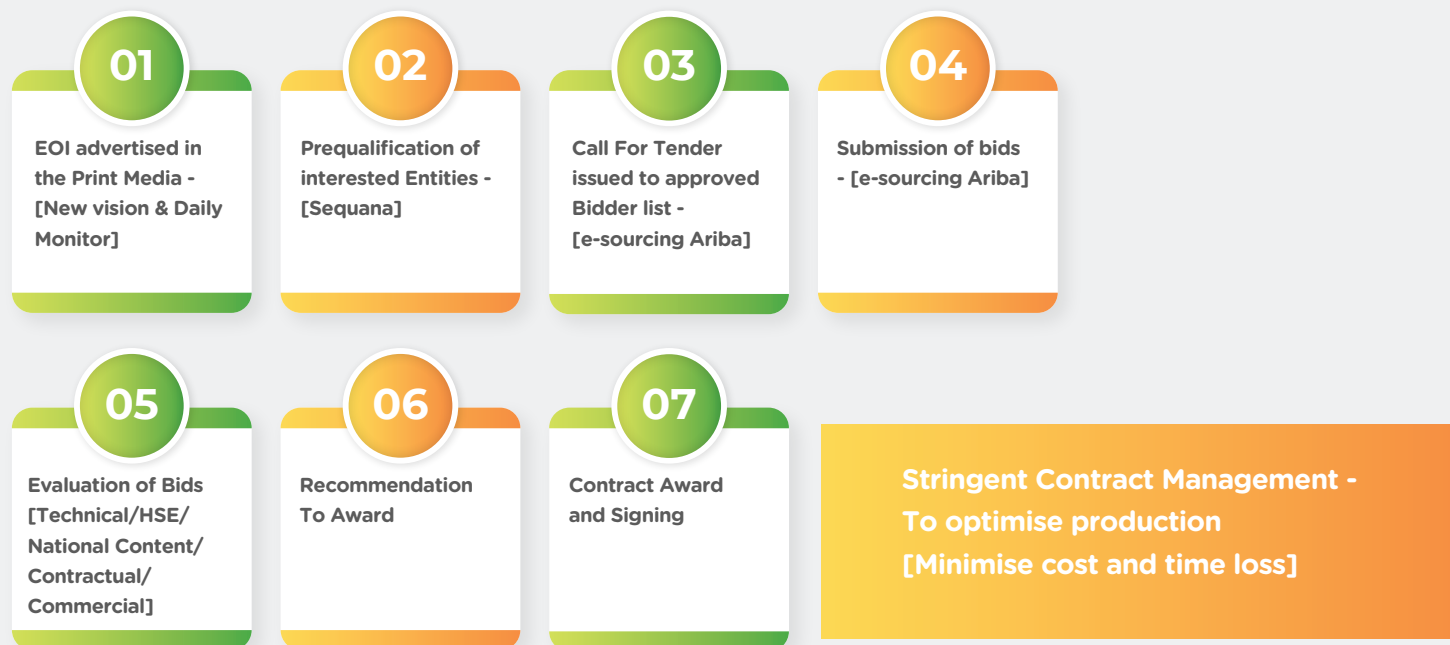 01
EOI advertised in
the Print Media -
[New vision & Daily
Monitor]
02
Prequalification of
interested Entities -
[Sequana]
03
Call For Tender
issued to approved
Bidder list -
[e-sourcing Ariba]
04
Submission of bids
- [e-sourcing Ariba]
05
Evaluation of Bids
[Technical/HSE/
National Content/
Contractual/
Commercial]
06
Recommendation
To Award
07
Contract Award
and Signing
Stringent Contract Management -
To optimise production
[Minimise cost and time loss]